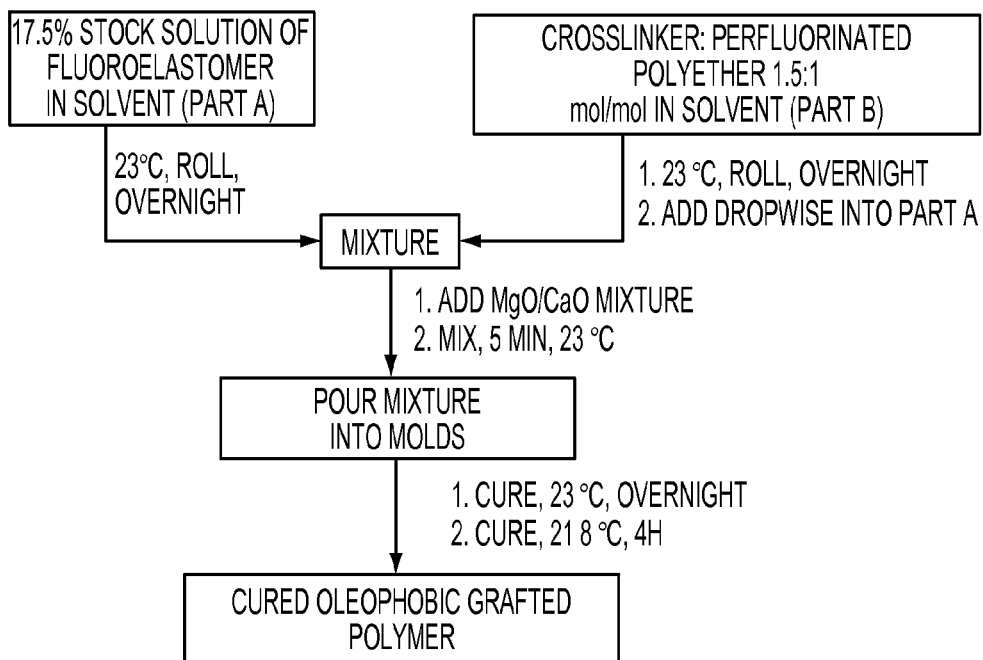 17.5% STOCK SOLUTION OF
FLUOROELASTOMER
IN SOLVENT (PART A)
CROSSLINKER: PERFLUORINATED
POLYETHER 1.5:1
mol/mol IN SOLVENT (PART B)
23°C, ROLL,
OVERNIGHT
1. 23 °C, ROLL, OVERNIGHT
2. ADD DROPWISE INTO PART A
MIXTURE
1. ADD MgO/CaO MIXTURE
2. MIX, 5 MIN, 23 °C
POUR MIXTURE
INTO MOLDS
1. CURE, 23 °C, OVERNIGHT
2. CURE, 21 8 °C, 4H
CURED OLEOPHOBIC GRAFTED
POLYMER